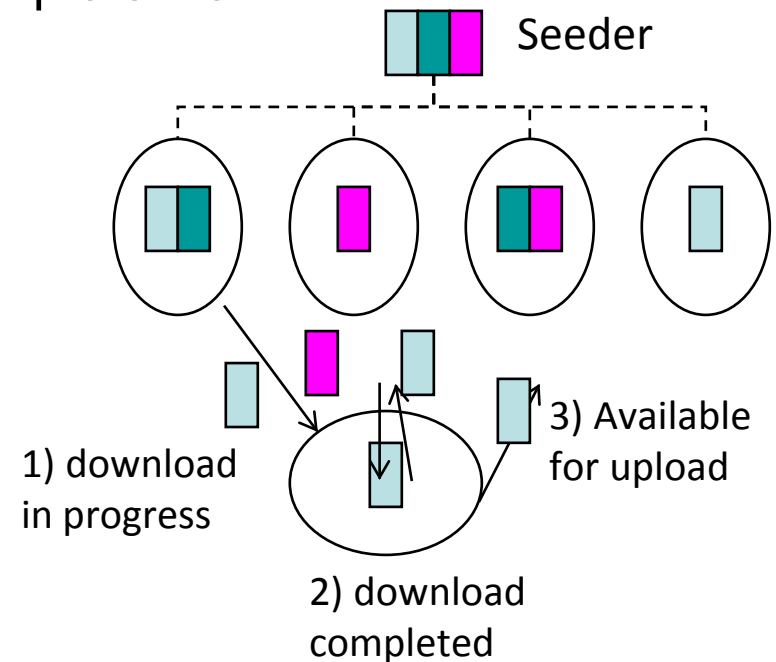 Seeder
1) download
in progress
3) Available
for upload
2) download
completed